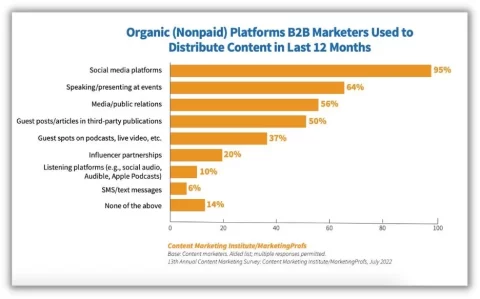 Organic (Nonpaid) Platforms B2B Marketers Used to
Distribute Content in Last 12 Months
Social media platforms 95%
Speaking/presenting at events 64%
Media/public relations 56%
Guest posts/articles in third-party publications 50%
Guest spots on podcasts, live video, etc. 37%
Influencer partnerships 20%
Listening platforms (e.g., social audio,
Audible, Apple Podcasts) 10%
SMS/text messages 6%
None of the above 14%
0 20 40 60 80 100
Content Marketing Institute/MarketingProfs
Base: Content marketers. Aided list; multiple responses permitted.
13th Annual Content Marketing Survey: Content Marketing Institute/MarketingProfs, July 2022